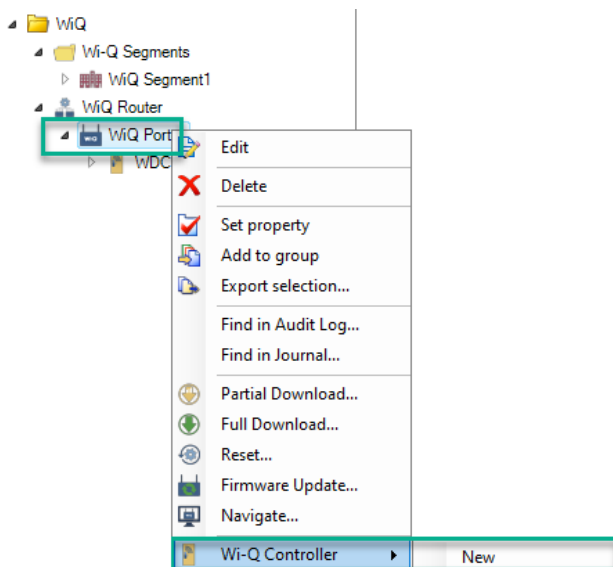 WiQ
Wi-Q Segments
WiQ Segment1
WiQ Router
WiQ Port
WDC
Edit
Delete
Set property
Add to group
Export selection...
Find in Audit Log...
Find in Journal...
Partial Download...
Full Download...
Reset...
Firmware Update...
Navigate...
Wi-Q Controller
New